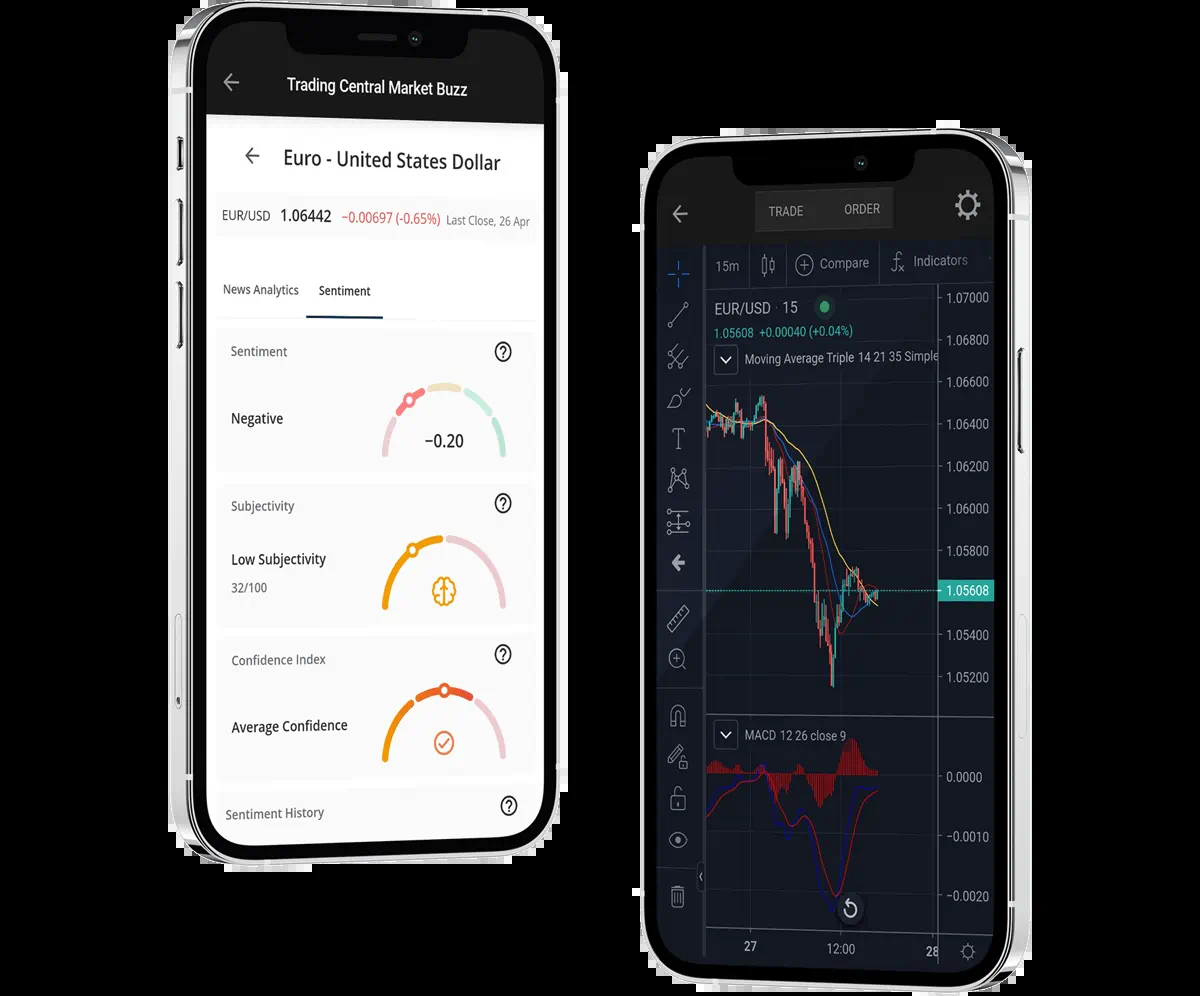 Trading Central Market Buzz
Euro - United States Dollar
EUR/USD 1.06442 −0.00697 (-0.65%) Last Close, 26 Apr
News Analytics Sentiment
Sentiment
Negative
−0.20
Subjectivity
Low Subjectivity
32/100
Confidence Index
Average Confidence
Sentiment History
TRADE ORDER
15m Compare Indicators
EUR/USD · 15
1.05608 +0.00040 (+0.04%)
Moving Average Triple 14 21 35 Simple
1.07000
1.06800
1.06600
1.06400
1.06200
1.06000
1.05800
1.05608
1.05400
1.05200
MACD 12 26 close 9
0.0000
−0.0010
−0.0020
27 12:00 28